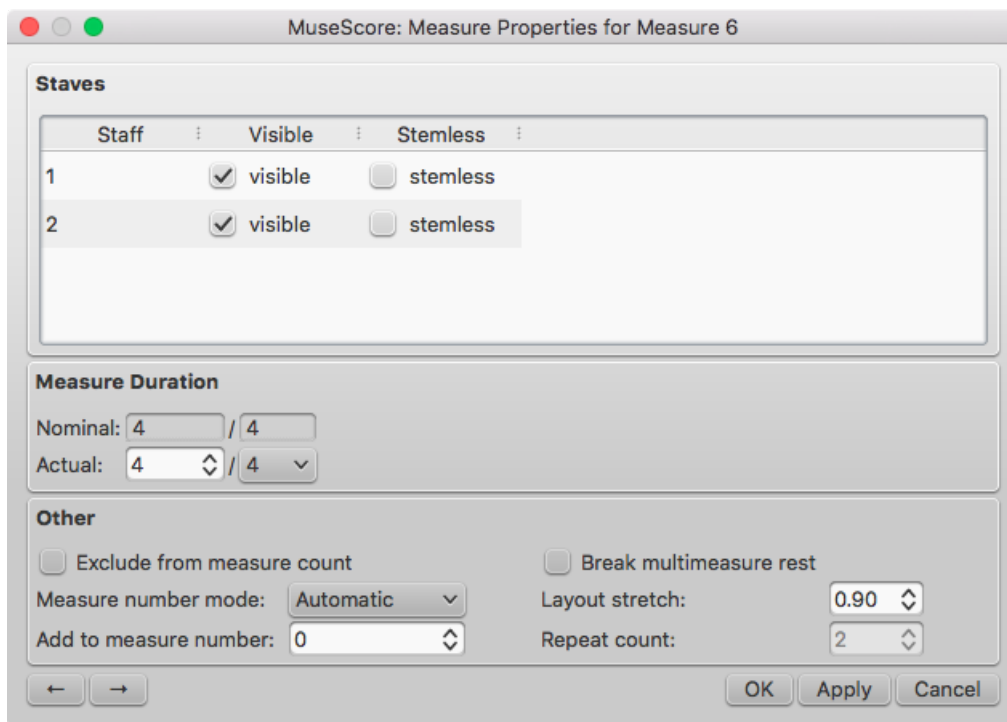 MuseScore: Measure Properties for Measure 6
Staves
Staff Visible Stemless
1 visible stemless
2 visible stemless
Measure Duration
Nominal: 4 / 4
Actual: 4 / 4
Other
Exclude from measure count Break multimeasure rest
Measure number mode: Automatic Layout stretch: 0.90
Add to measure number: 0 Repeat count: 2
← → OK Apply Cancel